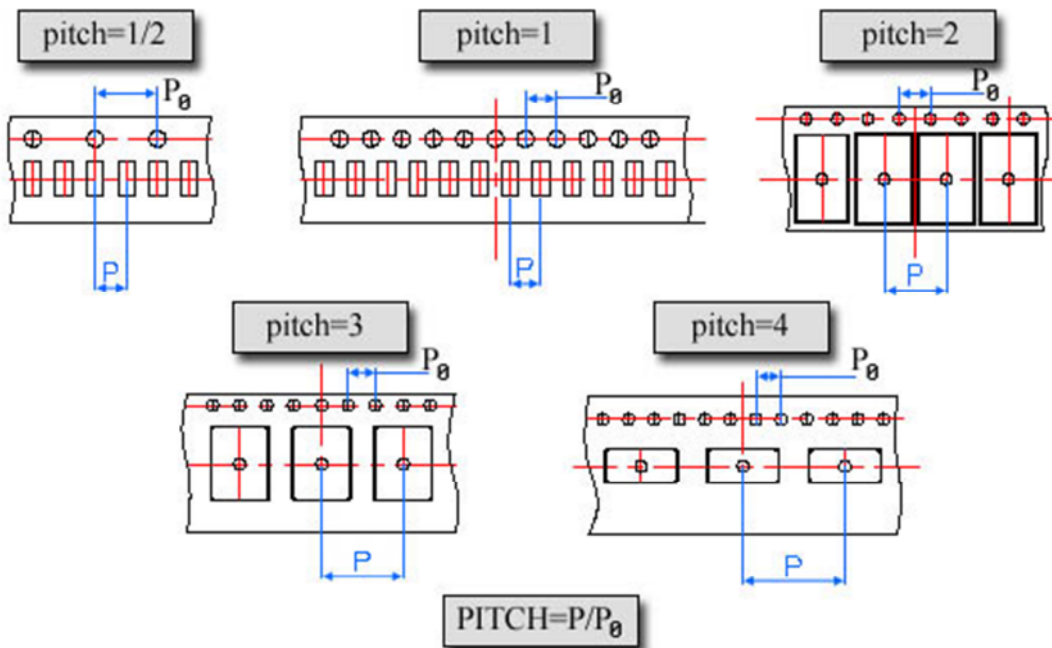 pitch=1/2
pitch=1
pitch=2
P₀
P₀
P₀
P
P
P
pitch=3
pitch=4
P₀
P₀
P
P
PITCH=P/P₀